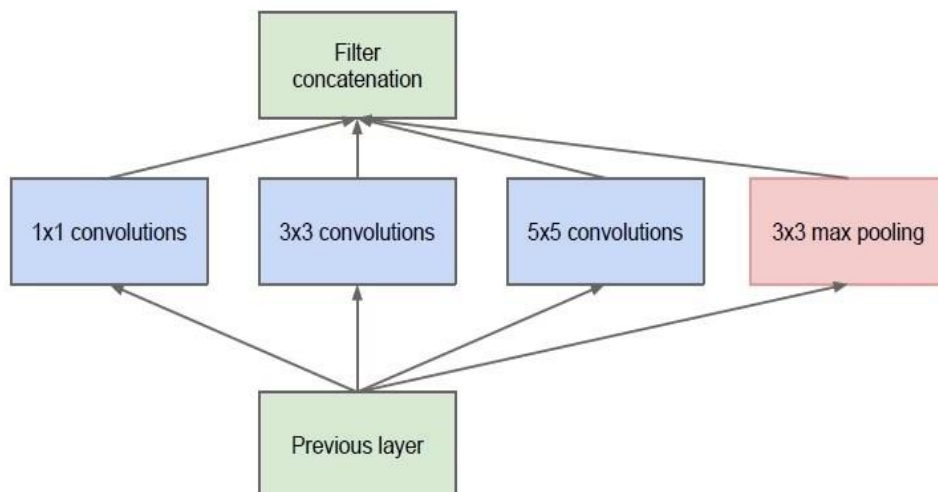 Filter
concatenation
1x1 convolutions
3x3 convolutions
5x5 convolutions
3x3 max pooling
Previous layer